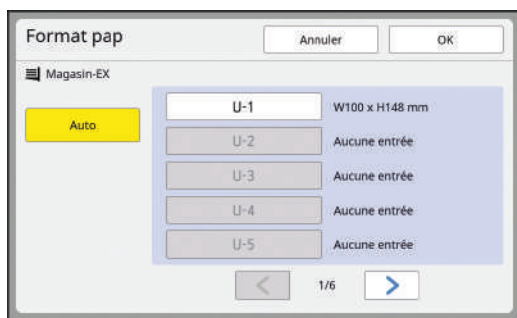 Format pap
Annuler
OK
Magasin-EX
Auto
U-1 W100 x H148 mm
U-2 Aucune entrée
U-3 Aucune entrée
U-4 Aucune entrée
U-5 Aucune entrée
< 1/6 >